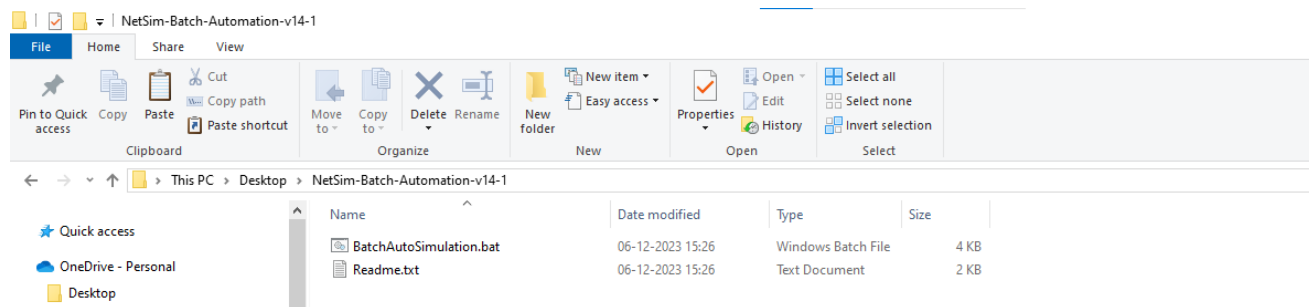 NetSim-Batch-Automation-v14-1
File Home Share View
Pin to Quick access
Copy
Paste
Cut
Copy path
Paste shortcut
Clipboard
Move to
Copy to
Delete
Rename
Organize
New folder
New item
Easy access
New
Properties
Open
Edit
History
Open
Select all
Select none
Invert selection
Select
This PC > Desktop > NetSim-Batch-Automation-v14-1
Quick access
OneDrive - Personal
Desktop
Name Date modified Type Size
BatchAutoSimulation.bat 06-12-2023 15:26 Windows Batch File 4 KB
Readme.txt 06-12-2023 15:26 Text Document 2 KB